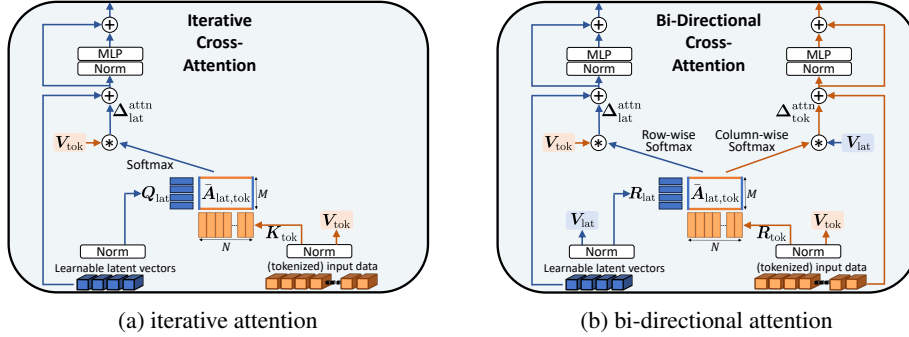 Iterative
Cross-
Attention
MLP
Norm
Δ_lat^attn
V_tok
Softmax
Q_lat
Ā_lat,tok
M
N
K_tok
V_tok
Norm
Norm
Learnable latent vectors
(tokenized) input data
(a) iterative attention
Bi-Directional
Cross-
Attention
MLP
Norm
MLP
Norm
Δ_lat^attn
Δ_tok^attn
V_tok
Row-wise
Softmax
Column-wise
Softmax
V_lat
R_lat
Ā_lat,tok
M
N
V_lat
R_tok
V_tok
Norm
Norm
Learnable latent vectors
(tokenized) input data
(b) bi-directional attention